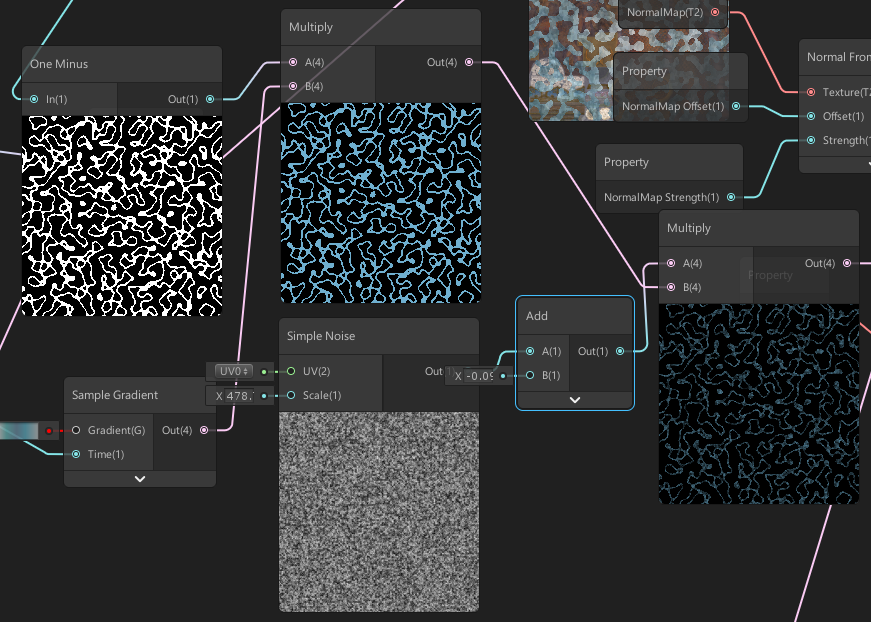 One Minus
In(1)
Out(1)
Multiply
A(4)
B(4)
Out(4)
NormalMap(T2)
Property
NormalMap Offset(1)
Property
NormalMap Strength(1)
Normal From
Texture(T2
Offset(1)
Strength(1
Multiply
A(4)
B(4)
Out(4)
Property
Simple Noise
UV0
UV(2)
X 478.
Scale(1)
Out
Add
A(1)
B(1)
Out(1)
X -0.09
Sample Gradient
Gradient(G)
Time(1)
Out(4)